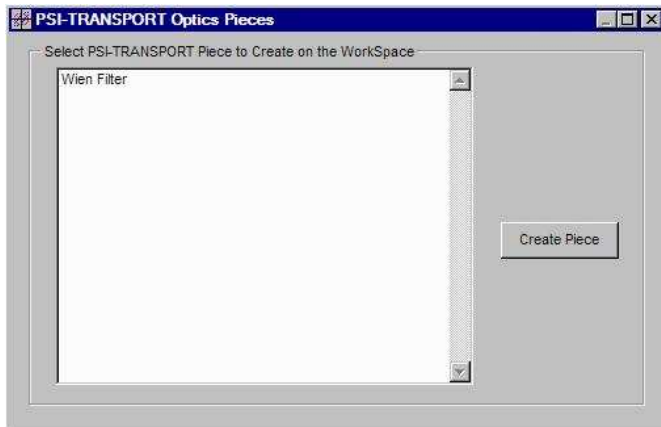 PSI-TRANSPORT Optics Pieces
Select PSI-TRANSPORT Piece to Create on the WorkSpace
Wien Filter
Create Piece